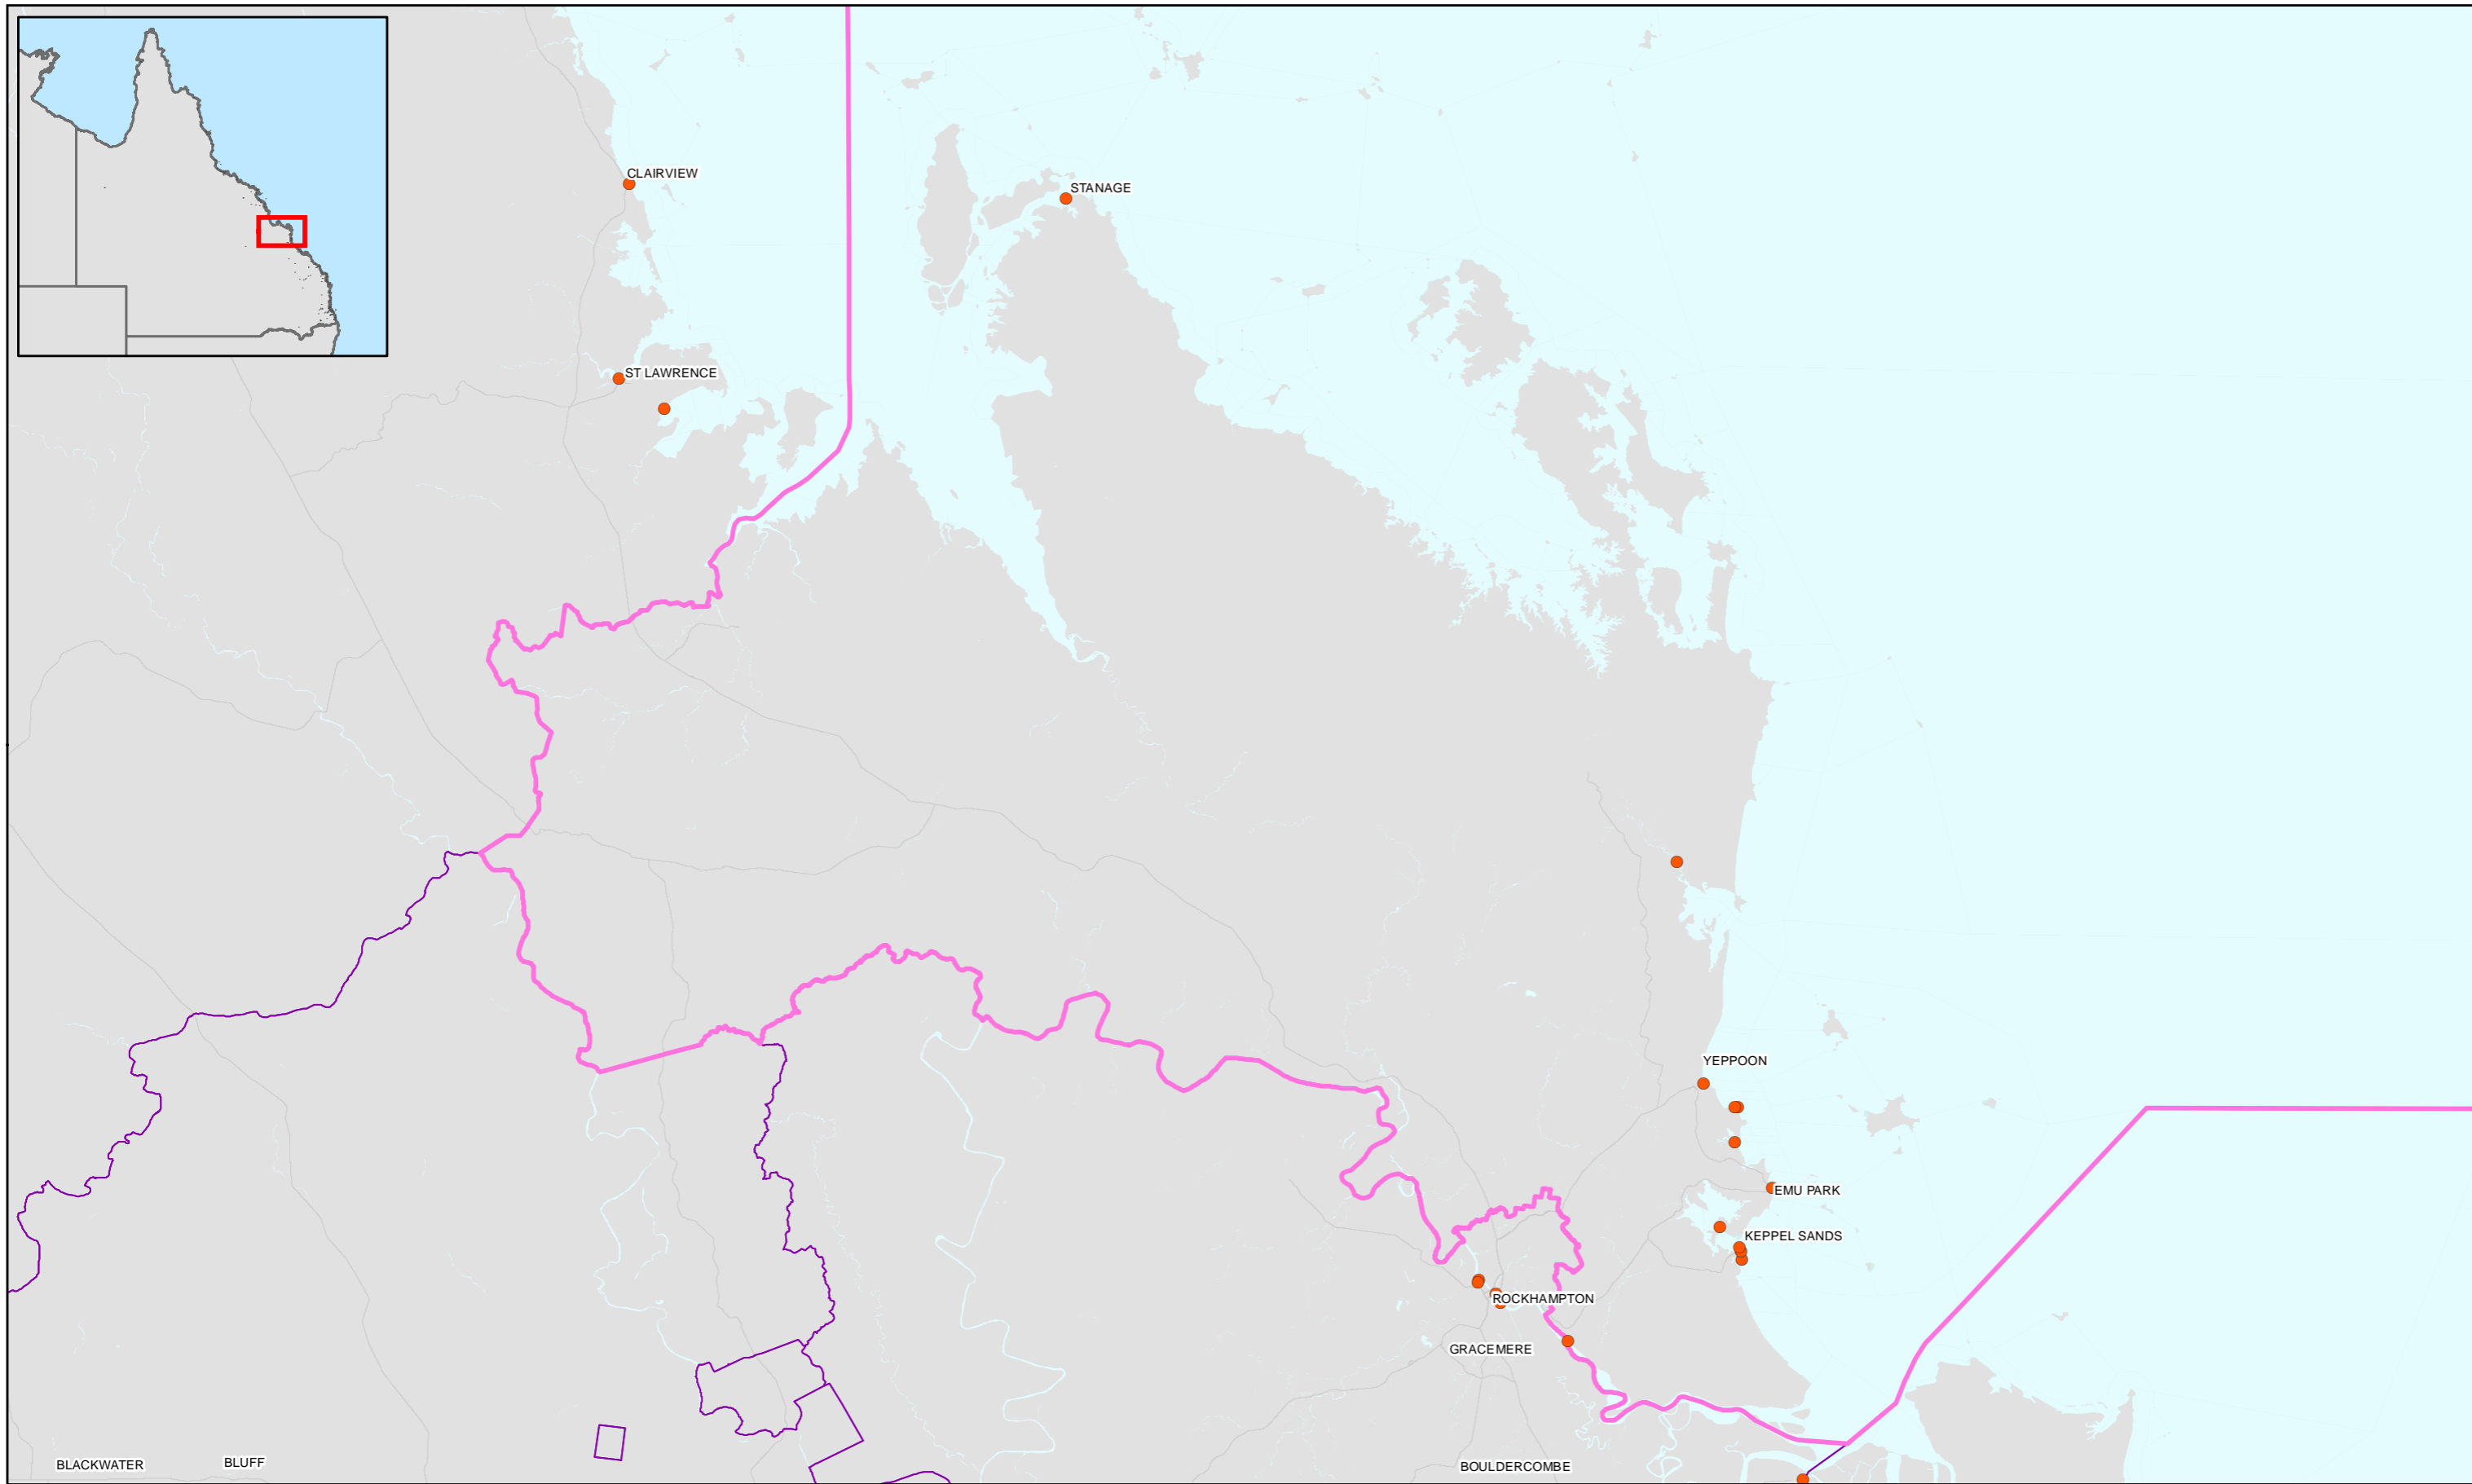 CLAIRVIEW
STANAGE
ST LAWRENCE
YEPPOON
EMU PARK
KEPPEL SANDS
ROCKHAMPTON
GRACEMERE
BLACKWATER
BLUFF
BOULDERCOMBE